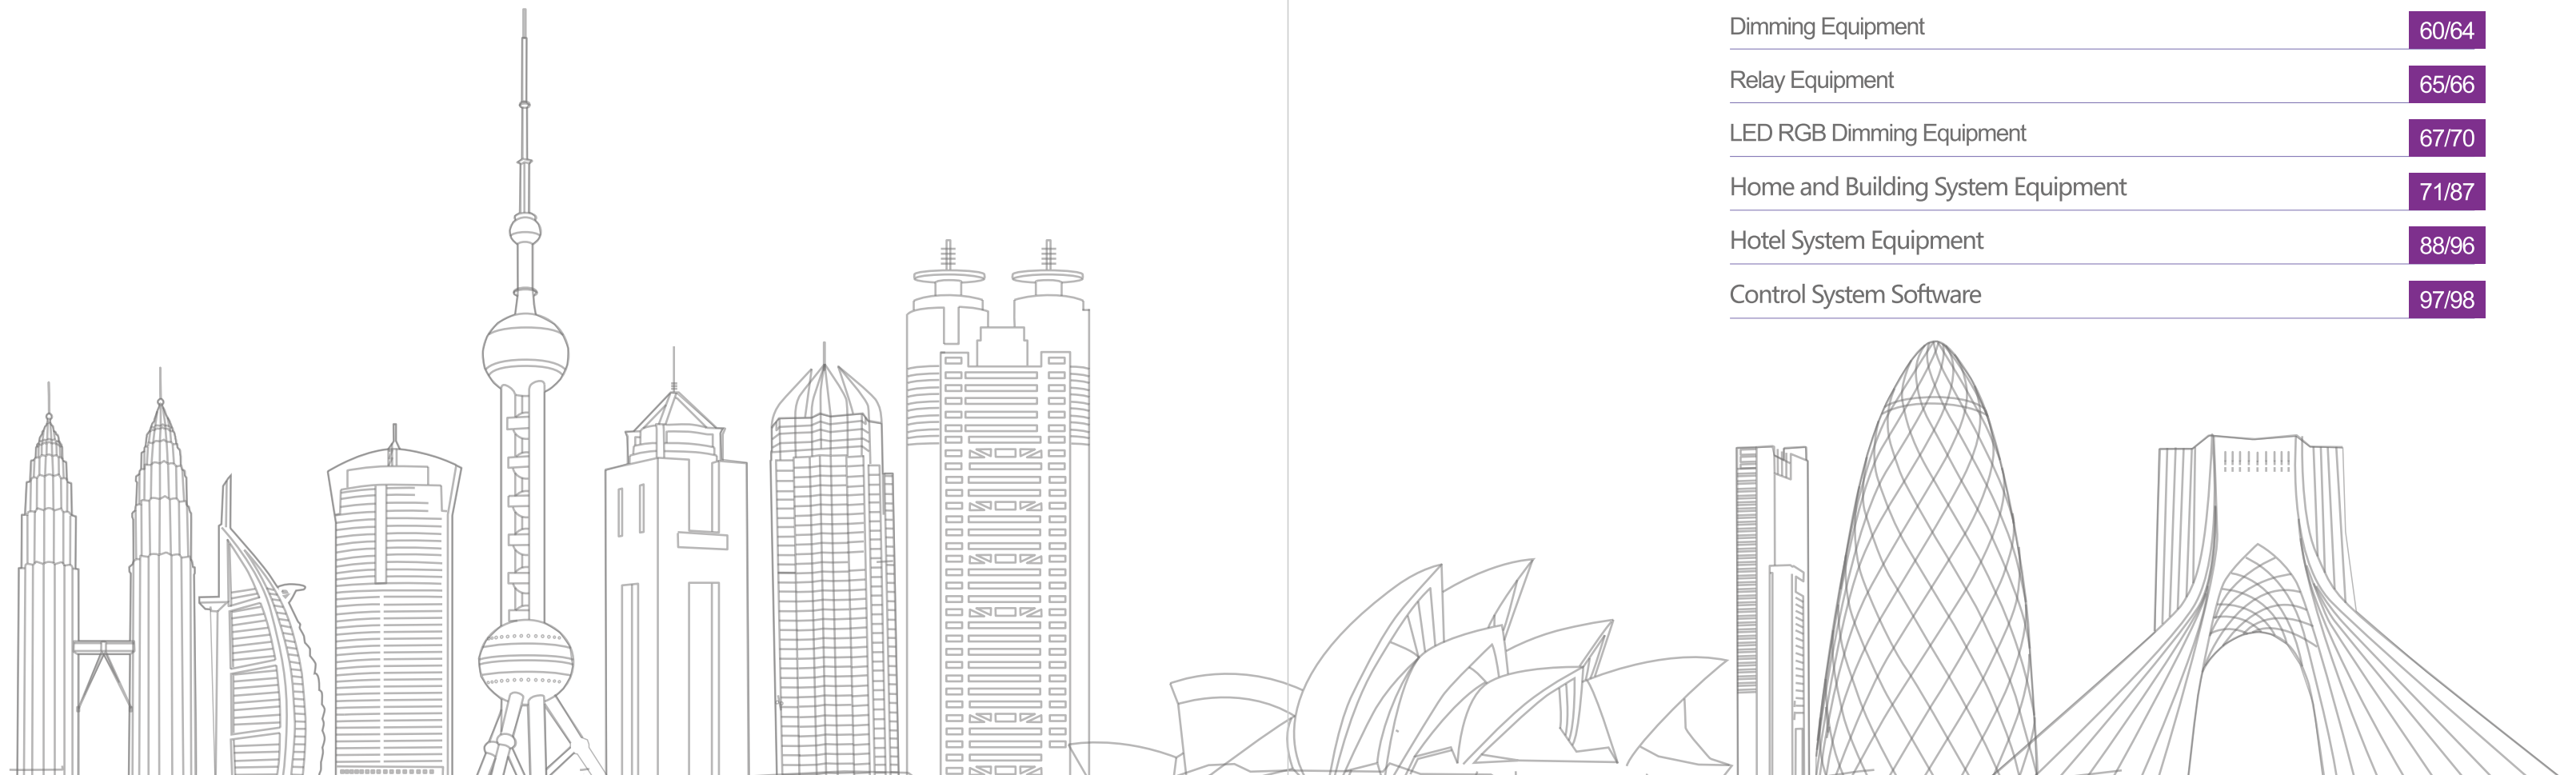 Dimming Equipment 60/64
Relay Equipment 65/66
LED RGB Dimming Equipment 67/70
Home and Building System Equipment 71/87
Hotel System Equipment 88/96
Control System Software 97/98